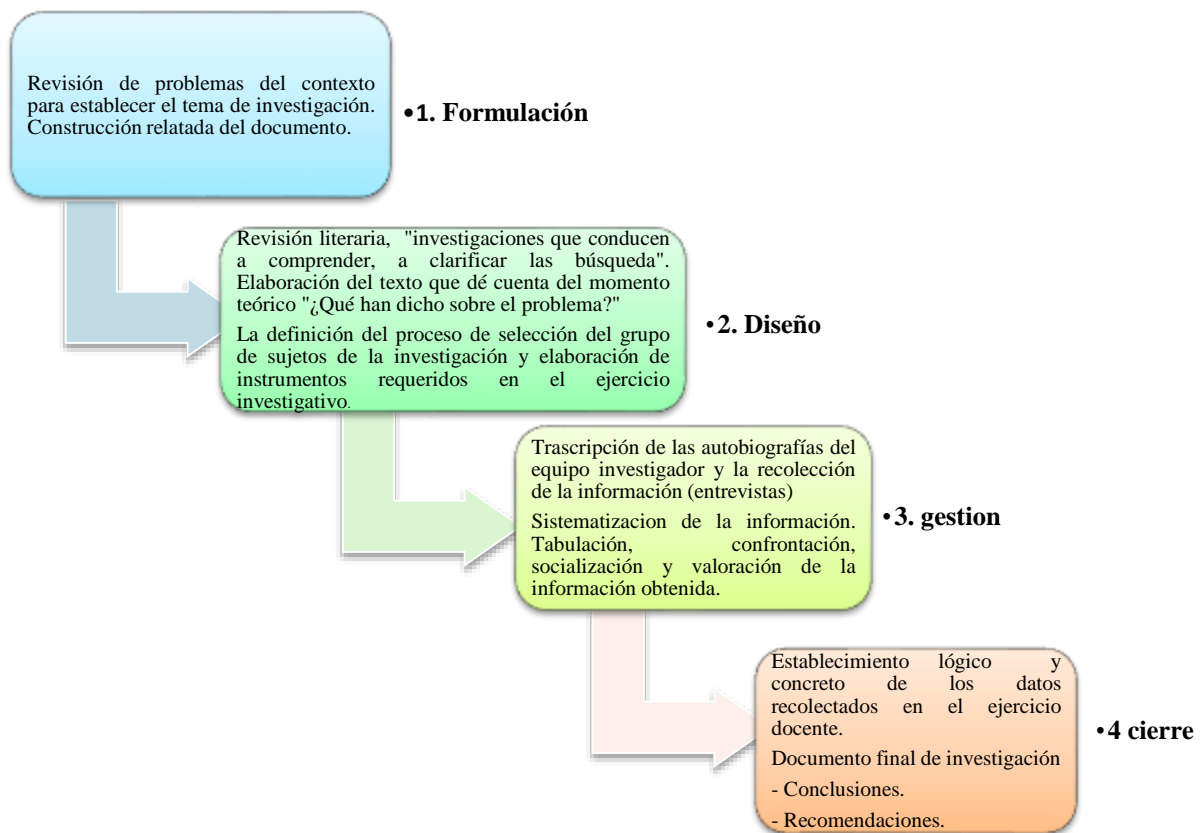 Revisión de problemas del contexto
para establecer el tema de investigación.
Construcción relatada del documento.
•1. Formulación
Revisión literaria, "investigaciones que conducen
a comprender, a clarificar las búsqueda".
Elaboración del texto que dé cuenta del momento
teórico "¿Qué han dicho sobre el problema?"
La definición del proceso de selección del grupo
de sujetos de la investigación y elaboración de
instrumentos requeridos en el ejercicio
investigativo.
•2. Diseño
Trascripción de las autobiografías del
equipo investigador y la recolección
de la información (entrevistas)
Sistematizacion de la información.
Tabulación, confrontación,
socialización y valoración de la
información obtenida.
•3. gestion
Establecimiento lógico y
concreto de los datos
recolectados en el ejercicio
docente.
Documento final de investigación
- Conclusiones.
- Recomendaciones.
•4 cierre